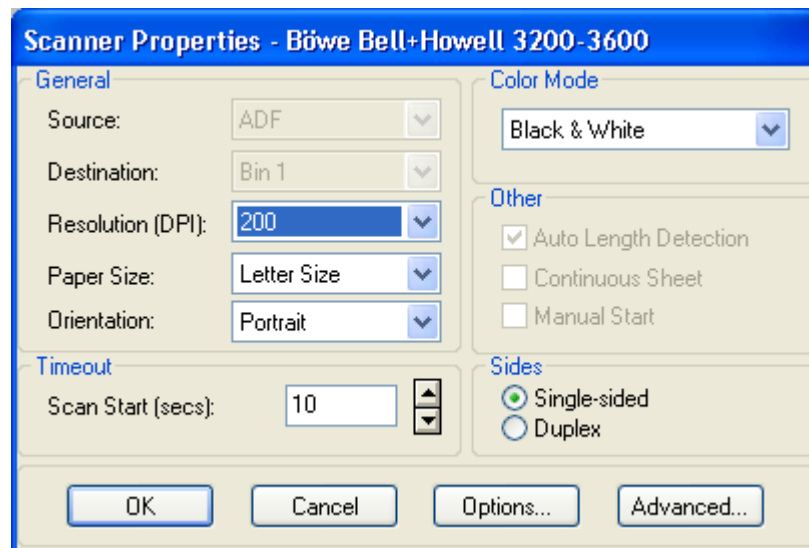 Scanner Properties - Böwe Bell+Howell 3200-3600
General
Source: ADF
Destination: Bin 1
Resolution (DPI): 200
Paper Size: Letter Size
Orientation: Portrait
Timeout
Scan Start (secs): 10
Color Mode
Black & White
Other
Auto Length Detection
Continuous Sheet
Manual Start
Sides
Single-sided
Duplex
OK Cancel Options... Advanced...